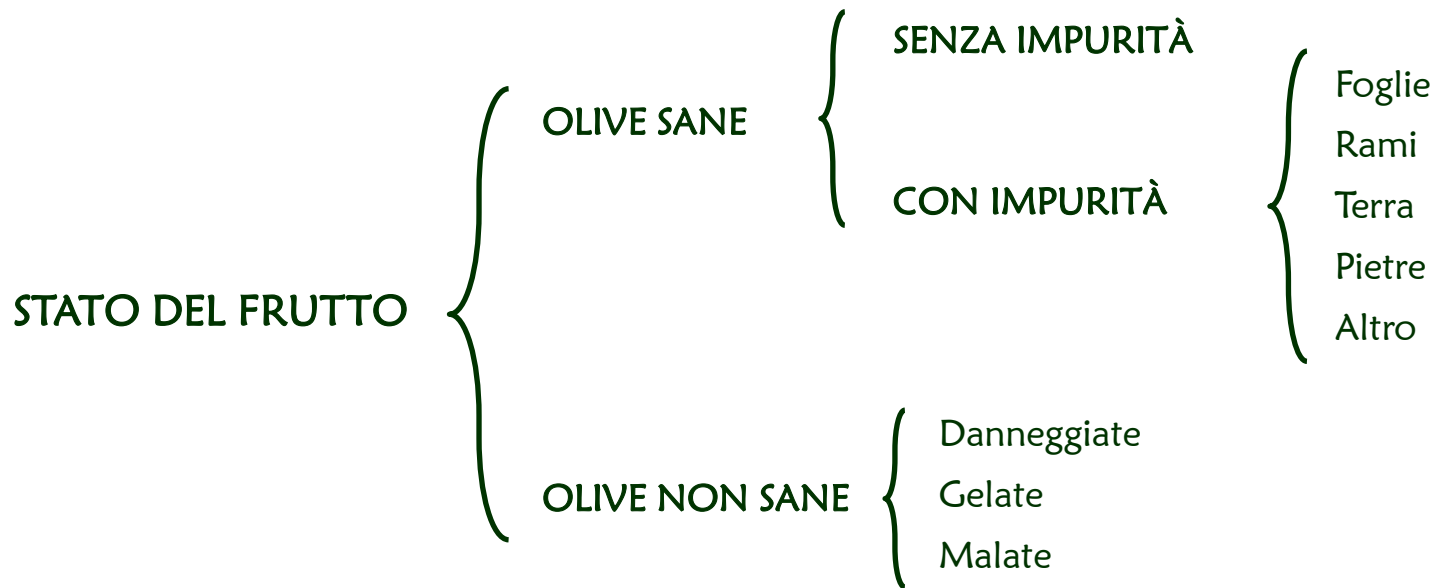 STATO DEL FRUTTO
OLIVE SANE
SENZA IMPURITÀ
CON IMPURITÀ
Foglie
Rami
Terra
Pietre
Altro
OLIVE NON SANE
Danneggiate
Gelate
Malate